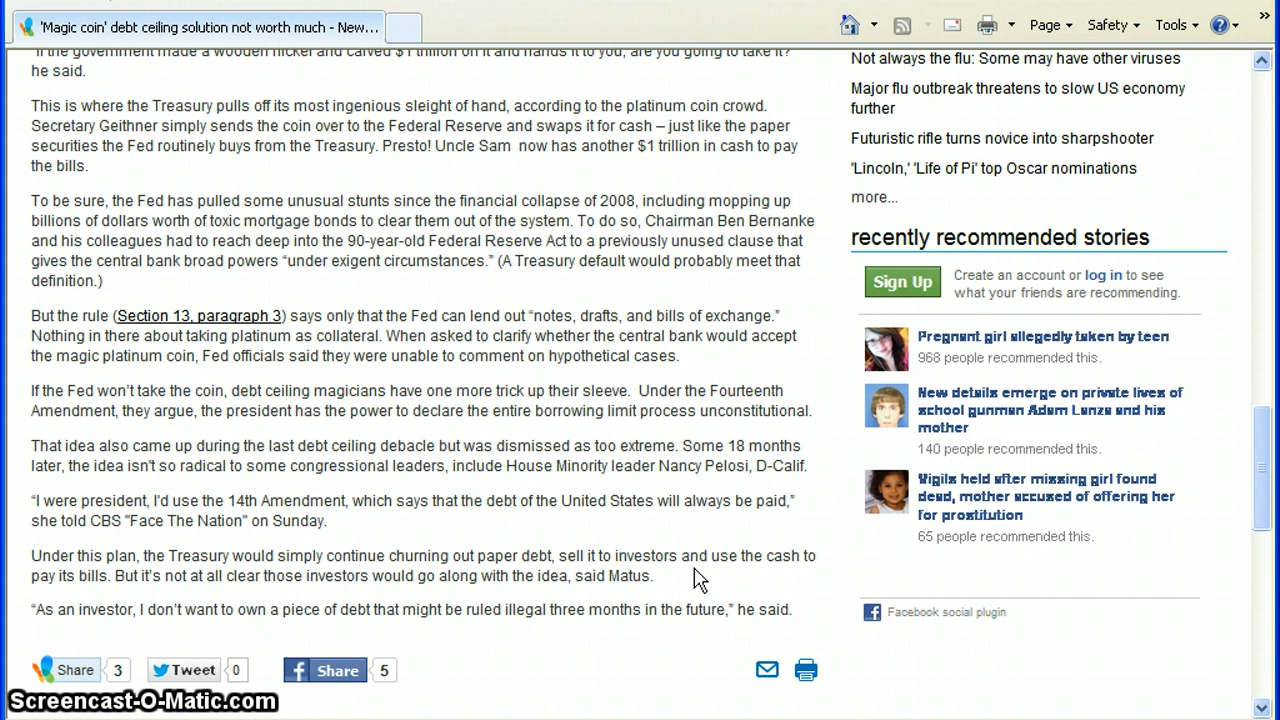 'Magic coin' debt ceiling solution not worth much - New...
Page
Safety
Tools
»
"If the government made a wooden nickel and carved $1 trillion on it and hands it to you, are you going to take it?"
he said.
This is where the Treasury pulls off its most ingenious sleight of hand, according to the platinum coin crowd.
Secretary Geithner simply sends the coin over to the Federal Reserve and swaps it for cash – just like the paper
securities the Fed routinely buys from the Treasury. Presto! Uncle Sam now has another $1 trillion in cash to pay
the bills.
To be sure, the Fed has pulled some unusual stunts since the financial collapse of 2008, including mopping up
billions of dollars worth of toxic mortgage bonds to clear them out of the system. To do so, Chairman Ben Bernanke
and his colleagues had to reach deep into the 90-year-old Federal Reserve Act to a previously unused clause that
gives the central bank broad powers “under exigent circumstances.” (A Treasury default would probably meet that
definition.)
But the rule (Section 13, paragraph 3) says only that the Fed can lend out “notes, drafts, and bills of exchange.”
Nothing in there about taking platinum as collateral. When asked to clarify whether the central bank would accept
the magic platinum coin, Fed officials said they were unable to comment on hypothetical cases.
If the Fed won’t take the coin, debt ceiling magicians have one more trick up their sleeve. Under the Fourteenth
Amendment, they argue, the president has the power to declare the entire borrowing limit process unconstitutional.
That idea also came up during the last debt ceiling debacle but was dismissed as too extreme. Some 18 months
later, the idea isn't so radical to some congressional leaders, include House Minority leader Nancy Pelosi, D-Calif.
“I were president, I'd use the 14th Amendment, which says that the debt of the United States will always be paid,”
she told CBS "Face The Nation" on Sunday.
Under this plan, the Treasury would simply continue churning out paper debt, sell it to investors and use the cash to
pay its bills. But it’s not at all clear those investors would go along with the idea, said Matus.
“As an investor, I don’t want to own a piece of debt that might be ruled illegal three months in the future,” he said.
Share 3
Tweet 0
Share 5
Not always the flu: Some may have other viruses
Major flu outbreak threatens to slow US economy
further
Futuristic rifle turns novice into sharpshooter
'Lincoln,' 'Life of Pi' top Oscar nominations
more...
recently recommended stories
Sign Up
Create an account or log in to see
what your friends are recommending.
Pregnant girl allegedly taken by teen
968 people recommended this.
New details emerge on private lives of
school gunman Adam Lanza and his
mother
140 people recommended this.
Vigils held after missing girl found
dead, mother accused of offering her
for prostitution
65 people recommended this.
Facebook social plugin
Screencast-O-Matic.com